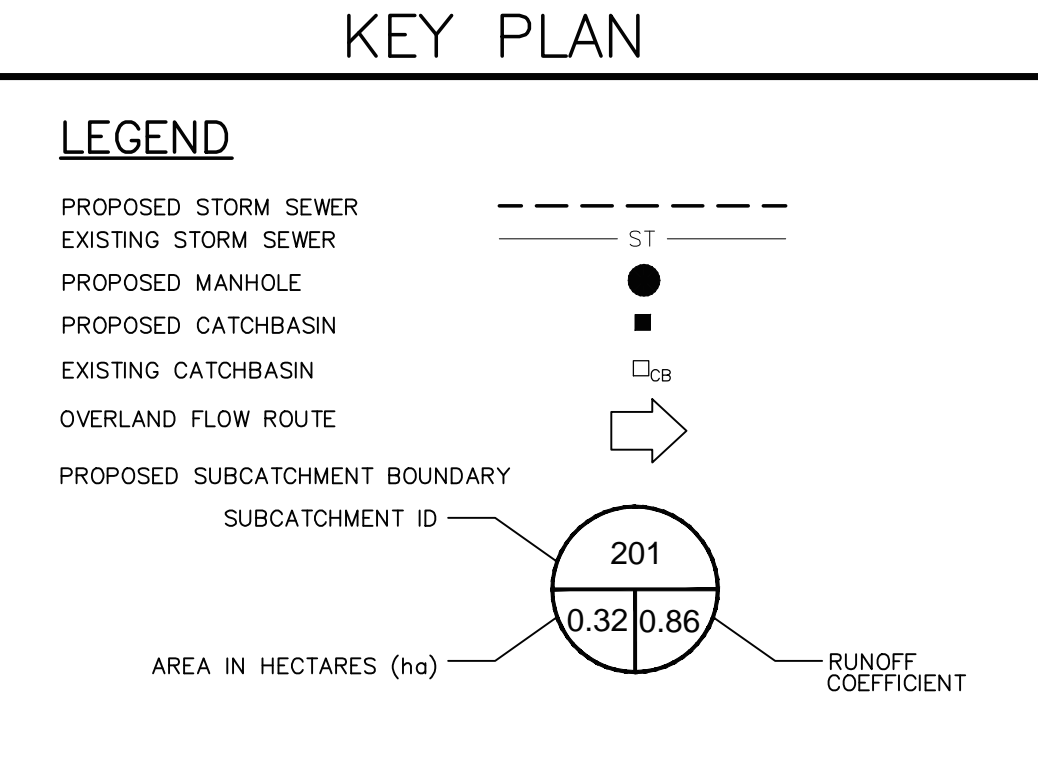 KEY PLAN
LEGEND
PROPOSED STORM SEWER
EXISTING STORM SEWER ST
PROPOSED MANHOLE
PROPOSED CATCHBASIN
EXISTING CATCHBASIN CB
OVERLAND FLOW ROUTE
PROPOSED SUBCATCHMENT BOUNDARY
SUBCATCHMENT ID
201
0.32 0.86
AREA IN HECTARES (ha)
RUNOFF
COEFFICIENT